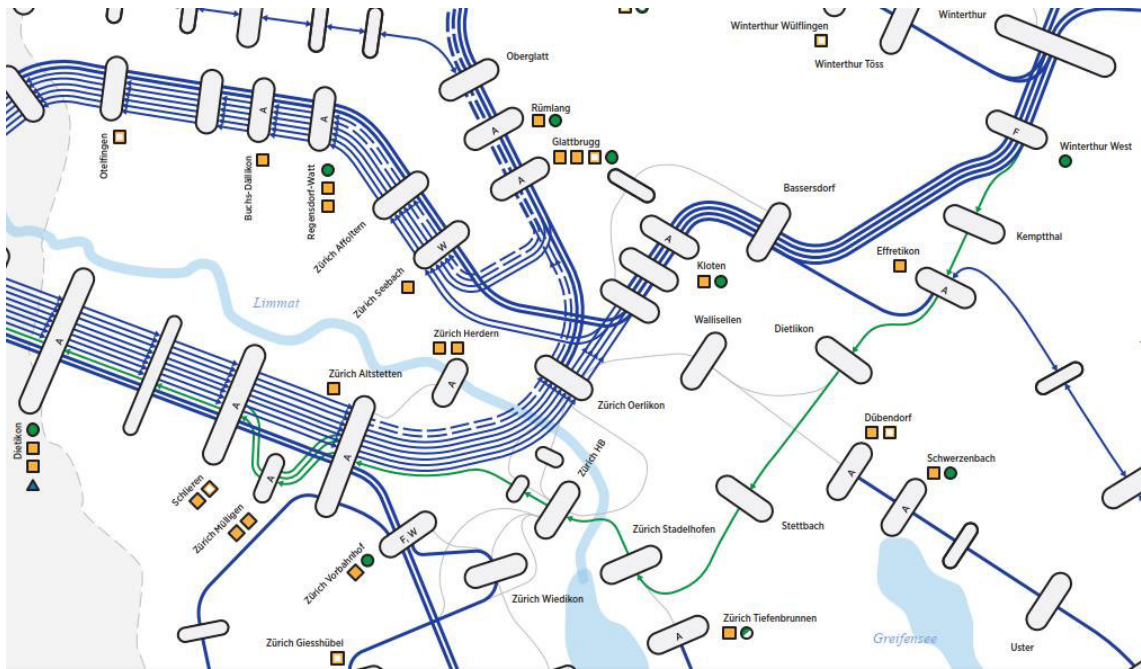 Winterthur Wülflingen
Winterthur
Winterthur Töss
Oberglatt
Rümlang
Glattbrugg
A
A
A
A
Otelfingen
Buchs-Dällikon
Regensdorf-Watt
Zürich Affoltern
W
Zürich Seebach
F
Winterthur West
Bassersdorf
Kemptthal
Effretikon
A
A
Kloten
Limmat
Wallisellen
Dietlikon
Zürich Herdern
A
Zürich Altstetten
A
A
A
Zürich Oerlikon
Dübendorf
A
Schwerzenbach
A
Dietikon
Schlieren
A
Zürich Mülligen
Zürich HB
Zürich Stadelhofen
Stettbach
F, W
Zürich Vorbahnhof
Zürich Wiedikon
Zürich Giesshübel
Zürich Tiefenbrunnen
A
Greifensee
Uster